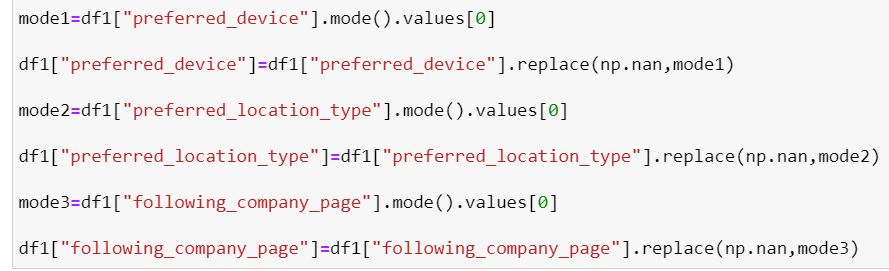 mode1=df1["preferred_device"].mode().values[0]
df1["preferred_device"]=df1["preferred_device"].replace(np.nan,mode1)
mode2=df1["preferred_location_type"].mode().values[0]
df1["preferred_location_type"]=df1["preferred_location_type"].replace(np.nan,mode2)
mode3=df1["following_company_page"].mode().values[0]
df1["following_company_page"]=df1["following_company_page"].replace(np.nan,mode3)